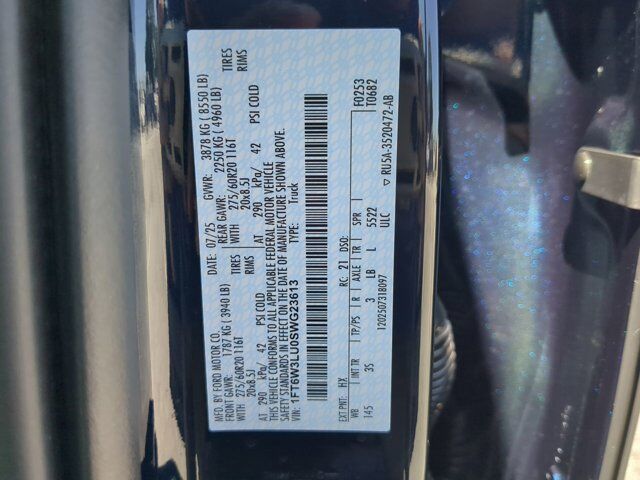 MFD. BY FORD MOTOR CO.
DATE: 07/25 GVWR: 3878 KG ( 8550 LB)
FRONT GAWR: 1787 KG ( 3940 LB) REAR GAWR: 2250 KG ( 4960 LB)
WITH 275/60R20 116T TIRES WITH 275/60R20 116T TIRES
20x8.5J RIMS 20x8.5J RIMS
AT 290 kPa/ 42 PSI COLD AT 290 kPa/ 42 PSI COLD
THIS VEHICLE CONFORMS TO ALL APPLICABLE FEDERAL MOTOR VEHICLE
SAFETY STANDARDS IN EFFECT ON THE DATE OF MANUFACTURE SHOWN ABOVE.
VIN: 1FT6W3LU0SWG23613 TYPE: Truck
EXT PNT: HX RC: 21 DSO: F0253
T0682
WB INT TR TP/PS R AXLE TR SPR
145 35 3 LB L 5522
ULC
1202507318097 ▽ RU5A-3520472-AB